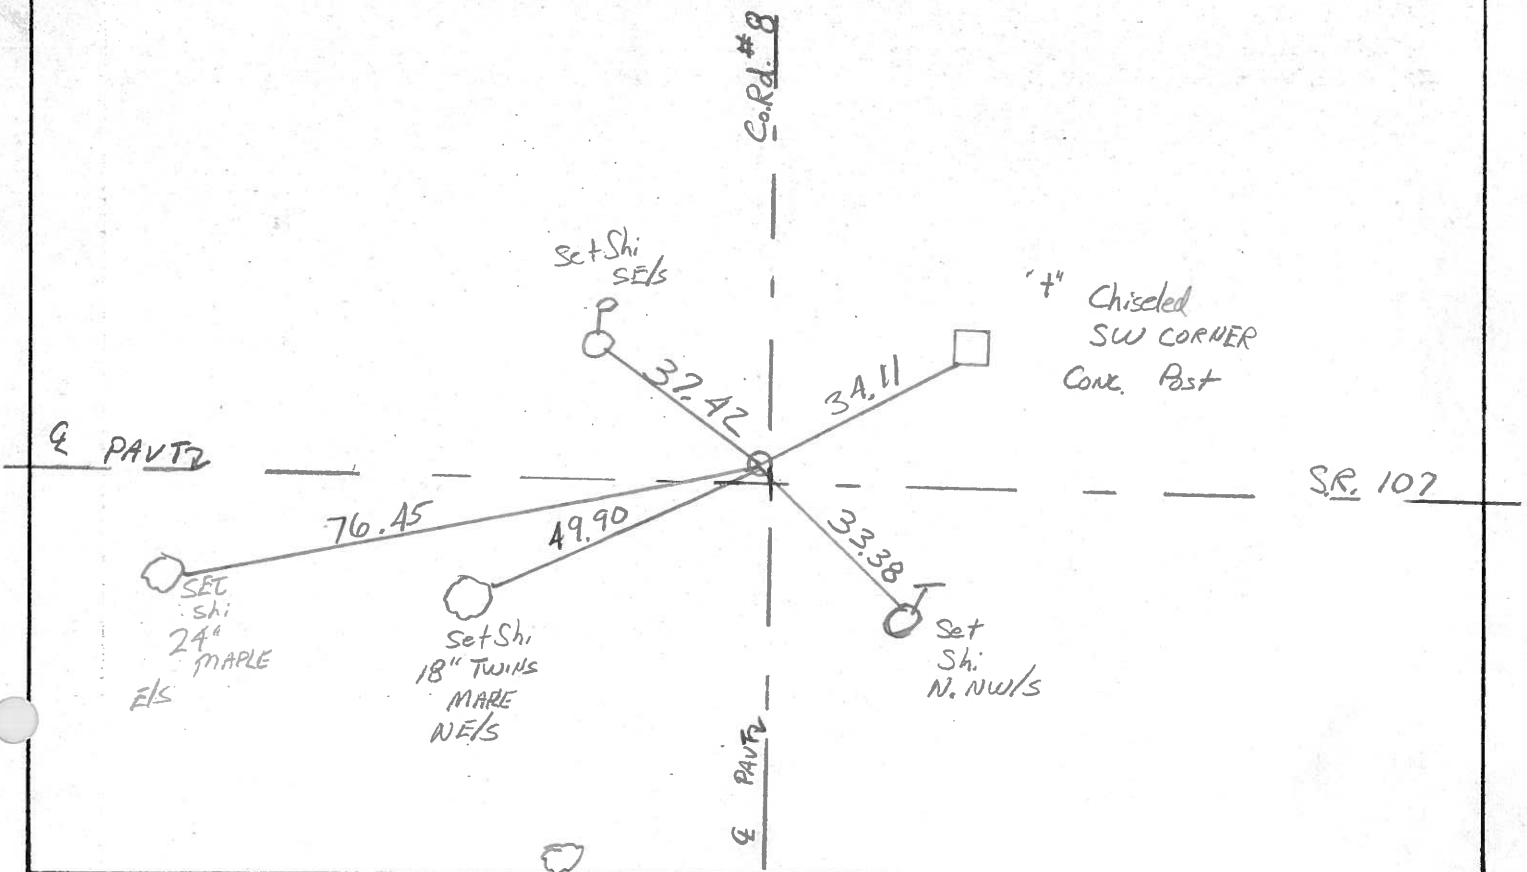 Co.Rd. #8
Set Shi
SE/s
"+" Chiseled
SW CORNER
CONC. Post
37.42
34.11
℄ PAVT
S.R. 107
76.45
49.90
33.38
SET
Shi
24"
MAPLE
E/S
Set Shi
18" TWINS
MAPLE
NE/S
Set
Shi
N. NW/S
℄ PAVT